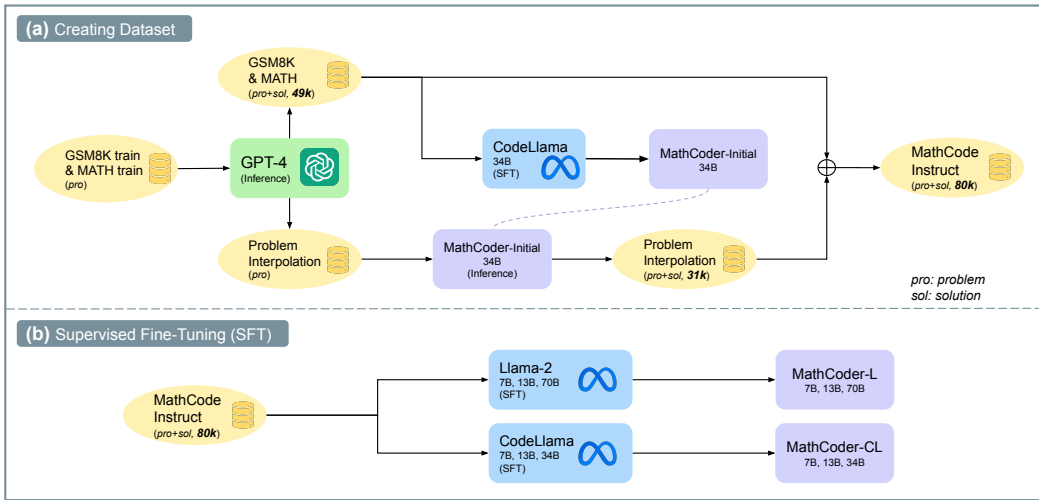 (a) Creating Dataset
GSM8K
& MATH
(pro+sol, 49k)
GSM8K train
& MATH train
(pro)
GPT-4
(Inference)
CodeLlama
34B
(SFT)
MathCoder-Initial
34B
MathCode
Instruct
(pro+sol, 80k)
Problem
Interpolation
(pro)
MathCoder-Initial
34B
(Inference)
Problem
Interpolation
(pro+sol, 31k)
pro: problem
sol: solution
(b) Supervised Fine-Tuning (SFT)
MathCode
Instruct
(pro+sol, 80k)
Llama-2
7B, 13B, 70B
(SFT)
MathCoder-L
7B, 13B, 70B
CodeLlama
7B, 13B, 34B
(SFT)
MathCoder-CL
7B, 13B, 34B